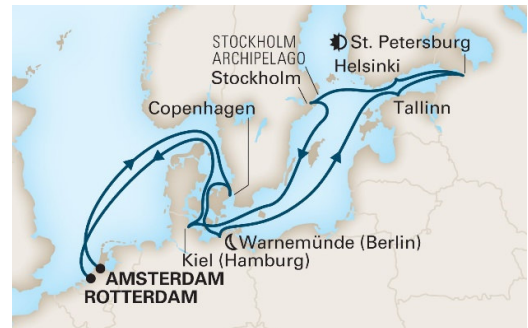 STOCKHOLM
ARCHIPELAGO
Stockholm
St. Petersburg
Helsinki
Tallinn
Copenhagen
Warnemünde (Berlin)
Kiel (Hamburg)
AMSTERDAM
ROTTERDAM